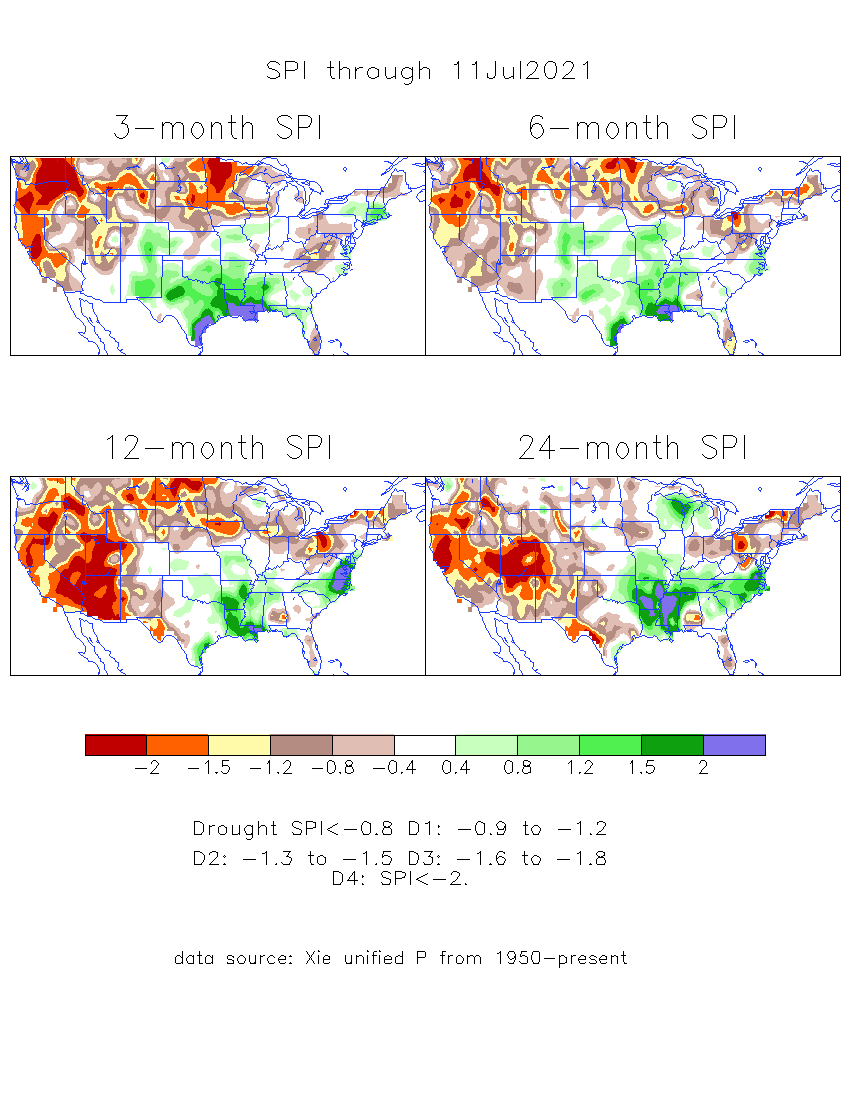 SPI through 11Jul2021
3-month SPI
6-month SPI
12-month SPI
24-month SPI
-2 -1.5 -1.2 -0.8 -0.4 0.4 0.8 1.2 1.5 2
Drought SPI<-0.8 D1: -0.9 to -1.2
D2: -1.3 to -1.5 D3: -1.6 to -1.8
D4: SPI<-2.
data source: Xie unified P from 1950-present